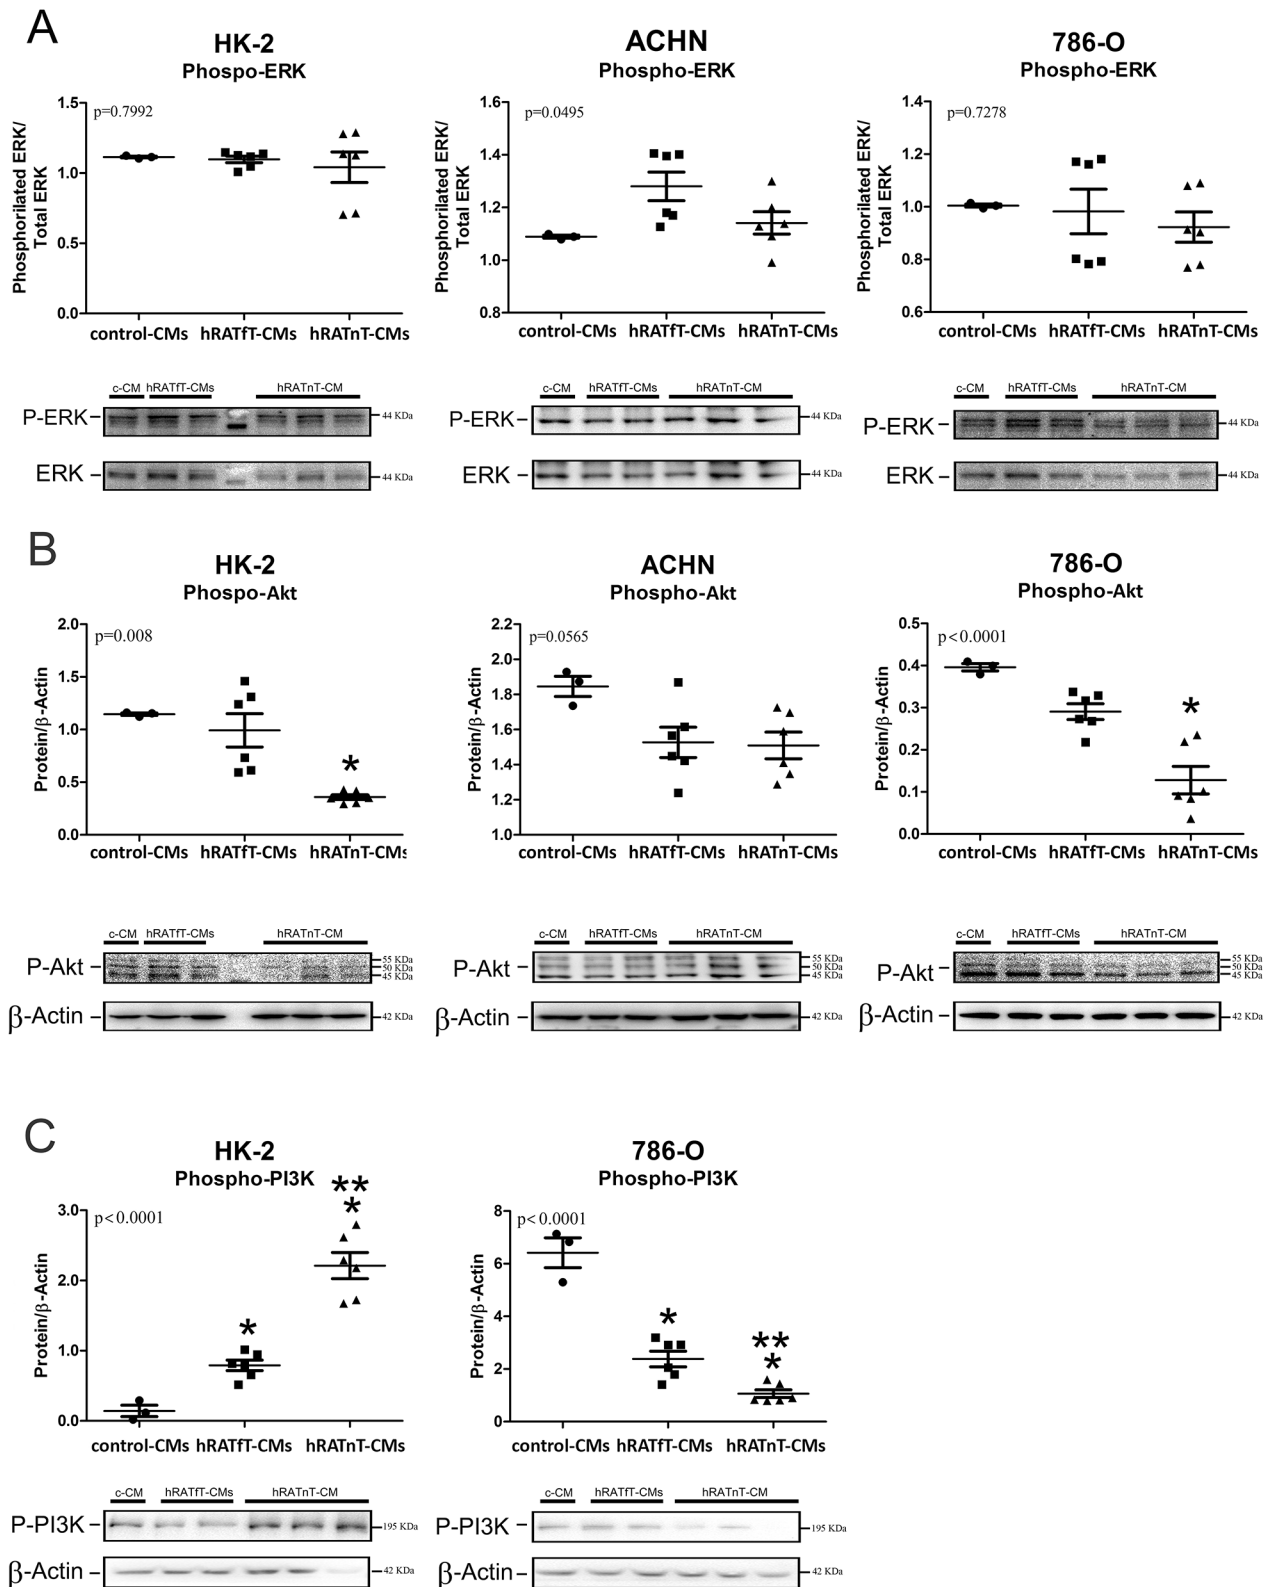 A
HK-2
Phospo-ERK
p=0.7992
Phosphorilated ERK/
Total ERK
1.5
1.0
0.5
0.0
control-CMs hRATfT-CMs hRATnT-CMs
ACHN
Phospho-ERK
p=0.0495
Phosphorilated ERK/
Total ERK
1.6
1.4
1.2
1.0
0.8
control-CMs hRATfT-CMs hRATnT-CMs
786-O
Phospho-ERK
p=0.7278
Phosphorilated ERK/
Total ERK
1.4
1.2
1.0
0.8
0.6
control-CMs hRATfT-CMs hRATnT-CMs
c-CM hRATfT-CMs hRATnT-CM
P-ERK 44 KDa
ERK 44 KDa
c-CM hRATfT-CMs hRATnT-CM
P-ERK 44 KDa
ERK 44 KDa
c-CM hRATfT-CMs hRATnT-CM
P-ERK 44 KDa
ERK 44 KDa
B
HK-2
Phospo-Akt
p=0.008
Protein/β-Actin
2.0
1.5
1.0
0.5
0.0
*
control-CMs hRATfT-CMs hRATnT-CMs
ACHN
Phospho-Akt
p=0.0565
Protein/β-Actin
2.2
2.0
1.8
1.6
1.4
1.2
1.0
control-CMs hRATfT-CMs hRATnT-CMs
786-O
Phospho-Akt
p<0.0001
Protein/β-Actin
0.5
0.4
0.3
0.2
0.1
0.0
*
control-CMs hRATfT-CMs hRATnT-CMs
c-CM hRATfT-CMs hRATnT-CM
P-Akt 55 KDa
50 KDa
45 KDa
β-Actin 42 KDa
c-CM hRATfT-CMs hRATnT-CM
P-Akt 55 KDa
50 KDa
45 KDa
β-Actin 42 KDa
c-CM hRATfT-CMs hRATnT-CM
P-Akt 55 KDa
50 KDa
45 KDa
β-Actin 42 KDa
C
HK-2
Phospho-PI3K
p<0.0001
Protein/β-Actin
3.0
2.0
1.0
0.0
*
**
*
control-CMs hRATfT-CMs hRATnT-CMs
786-O
Phospho-PI3K
p<0.0001
Protein/β-Actin
8
6
4
2
0
*
**
*
control-CMs hRATfT-CMs hRATnT-CMs
c-CM hRATfT-CMs hRATnT-CM
P-PI3K 195 KDa
β-Actin 42 KDa
c-CM hRATfT-CMs hRATnT-CM
P-PI3K 195 KDa
β-Actin 42 KDa